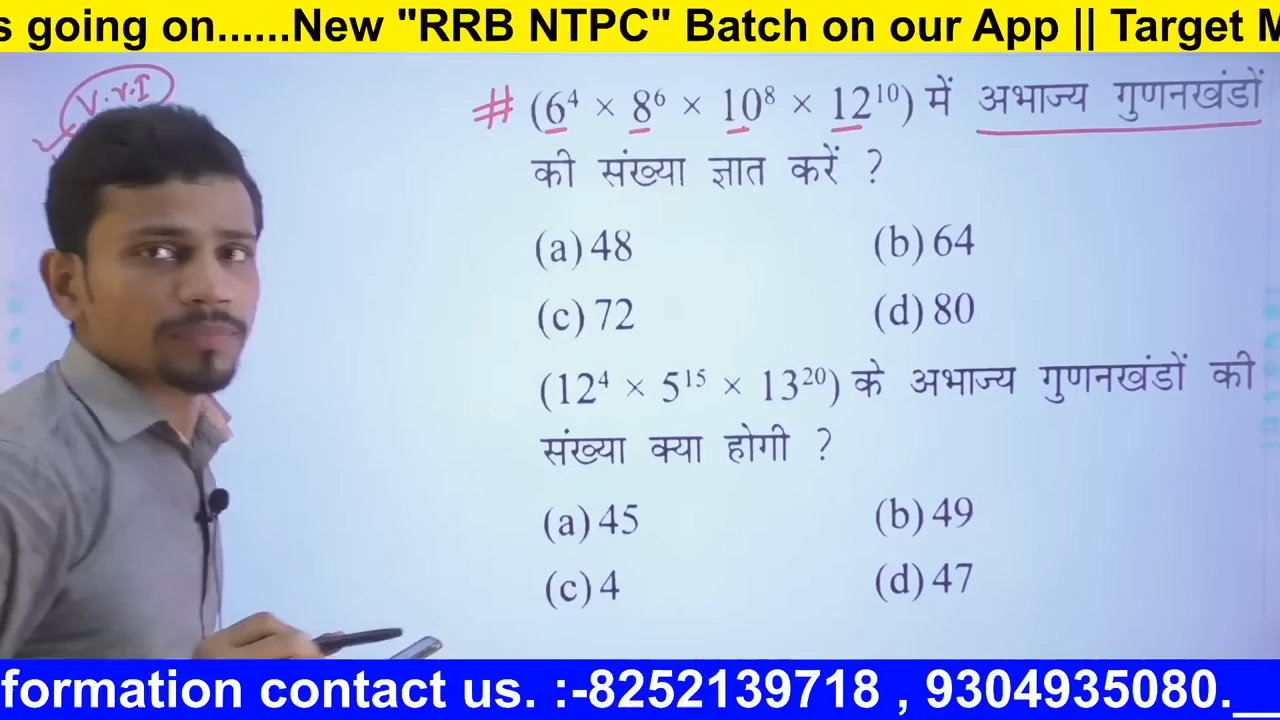 s going on......New "RRB NTPC" Batch on our App || Target M
V.V.I
# (6⁴ × 8⁶ × 10⁸ × 12¹⁰) में अभाज्य गुणनखंडों
की संख्या ज्ञात करें ?
(a) 48 (b) 64
(c) 72 (d) 80
(12⁴ × 5¹⁵ × 13²⁰) के अभाज्य गुणनखंडों की
संख्या क्या होगी ?
(a) 45 (b) 49
(c) 4 (d) 47
formation contact us. :-8252139718 , 9304935080.__